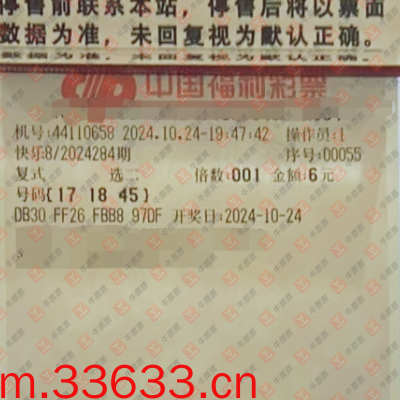 停售前联系本站，停售后将以票面
数据为准，未回复视为默认正确。
中国福利彩票
机号:44110658 2024.10.24-19:47:42 操作员:1
快乐8/2024284期 序号:00055
复式 选二 倍数:001 金额:6元
号码[17 18 45]
DB30 FF26 FBB8 97DF 开奖日:2024-10-24
m.33633.cn